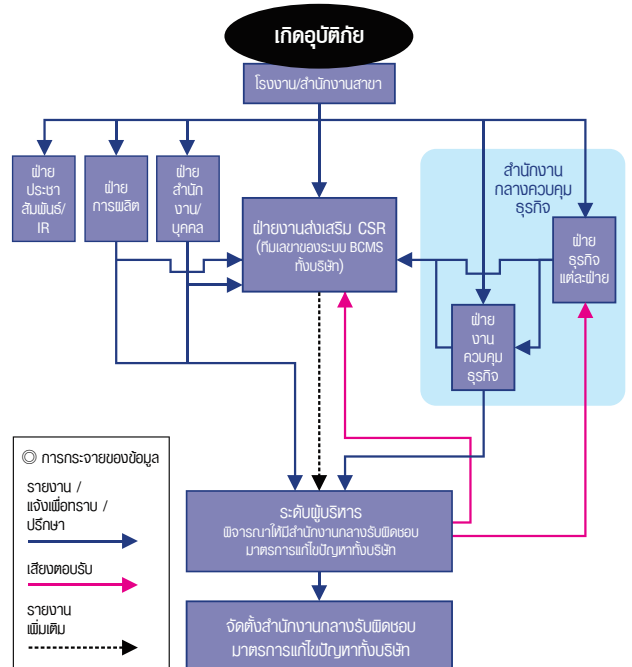 เกิดอุบัติภัย
โรงงาน/สำนักงานสาขา
ฝ่าย
ประชา
สัมพันธ์/
IR
ฝ่าย
การผลิต
ฝ่าย
สำนัก
งาน/
บุคคล
ฝ่ายงานส่งเสริม CSR
(ทีมเลขาของระบบ BCMS
ทั้งบริษัท)
สำนักงาน
กลางควบคุม
ธุรกิจ
ฝ่าย
ธุรกิจ
แต่ละฝ่าย
ฝ่าย
งาน
ควบคุม
ธุรกิจ
◎ การกระจายของข้อมูล
รายงาน /
แจ้งเพื่อทราบ /
ปรึกษา
เสียงตอบรับ
รายงาน
เพิ่มเติม
ระดับผู้บริหาร
พิจารณาให้มีสำนักงานกลางรับผิดชอบ
มาตรการแก้ไขปัญหาทั้งบริษัท
จัดตั้งสำนักงานกลางรับผิดชอบ
มาตรการแก้ไขปัญหาทั้งบริษัท